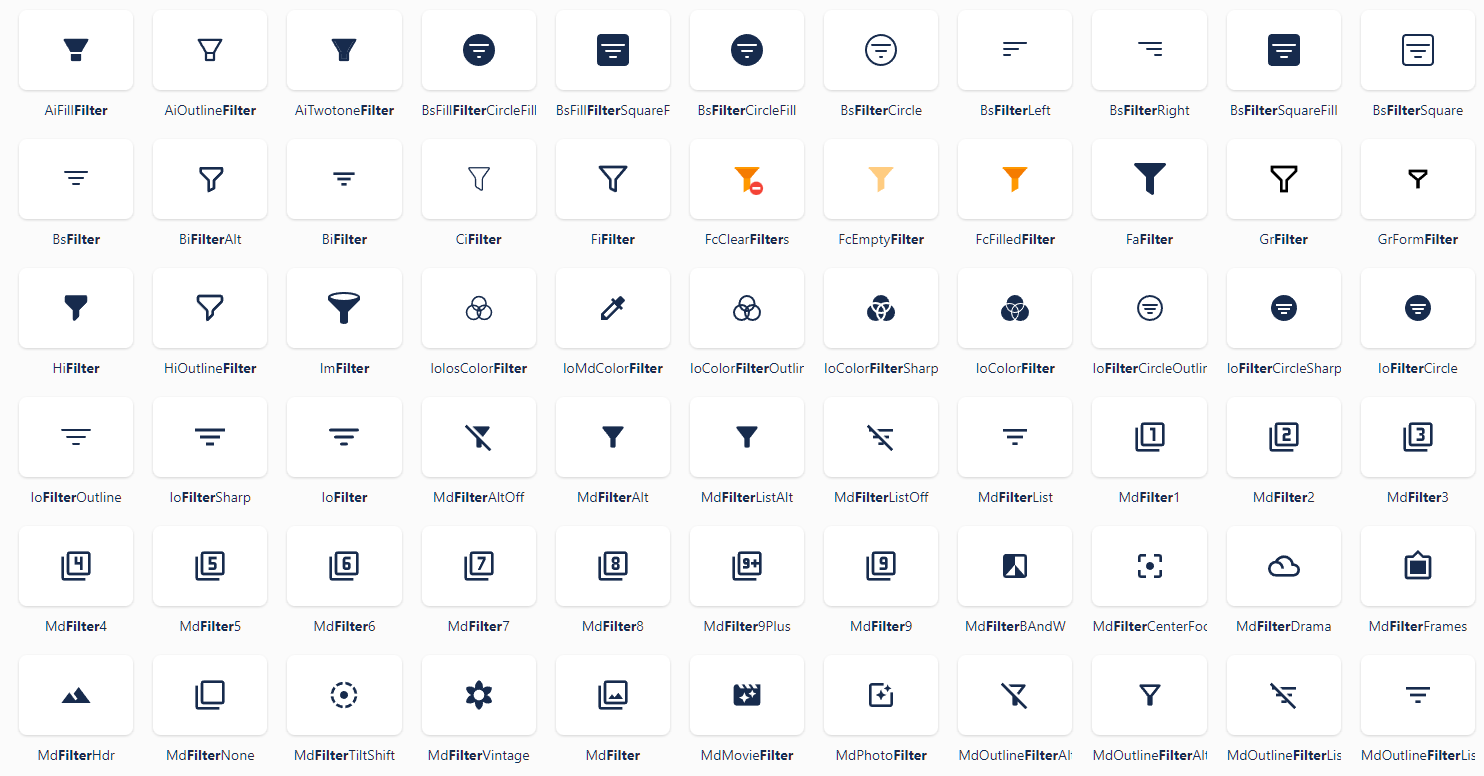 AiFillFilter AiOutlineFilter AiTwotoneFilter BsFillFilterCircleFill BsFillFilterSquareF BsFilterCircleFill BsFilterCircle BsFilterLeft BsFilterRight BsFilterSquareFill BsFilterSquare
BsFilter BiFilterAlt BiFilter CiFilter FiFilter FcClearFilters FcEmptyFilter FcFilledFilter FaFilter GrFilter GrFormFilter
HiFilter HiOutlineFilter ImFilter IoIosColorFilter IoMdColorFilter IoColorFilterOutlin IoColorFilterSharp IoColorFilter IoFilterCircleOutlin IoFilterCircleSharp IoFilterCircle
1 2 3
IoFilterOutline IoFilterSharp IoFilter MdFilterAltOff MdFilterAlt MdFilterListAlt MdFilterListOff MdFilterList MdFilter1 MdFilter2 MdFilter3
4 5 6 7 8 9+ 9
MdFilter4 MdFilter5 MdFilter6 MdFilter7 MdFilter8 MdFilter9Plus MdFilter9 MdFilterBAndW MdFilterCenterFoc MdFilterDrama MdFilterFrames
MdFilterHdr MdFilterNone MdFilterTiltShift MdFilterVintage MdFilter MdMovieFilter MdPhotoFilter MdOutlineFilterAl MdOutlineFilterAlt MdOutlineFilterLis MdOutlineFilterLis